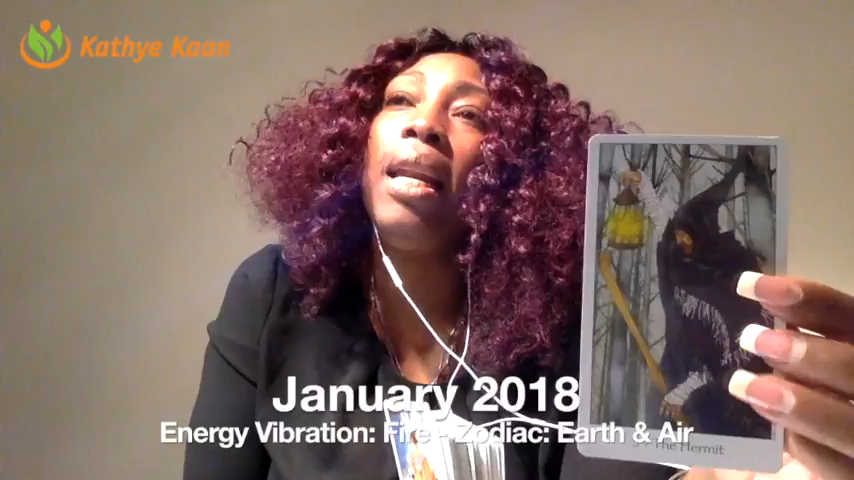 Kathye Kaan
January 2018
Energy Vibration: Fire - Zodiac: Earth & Air
The Hermit